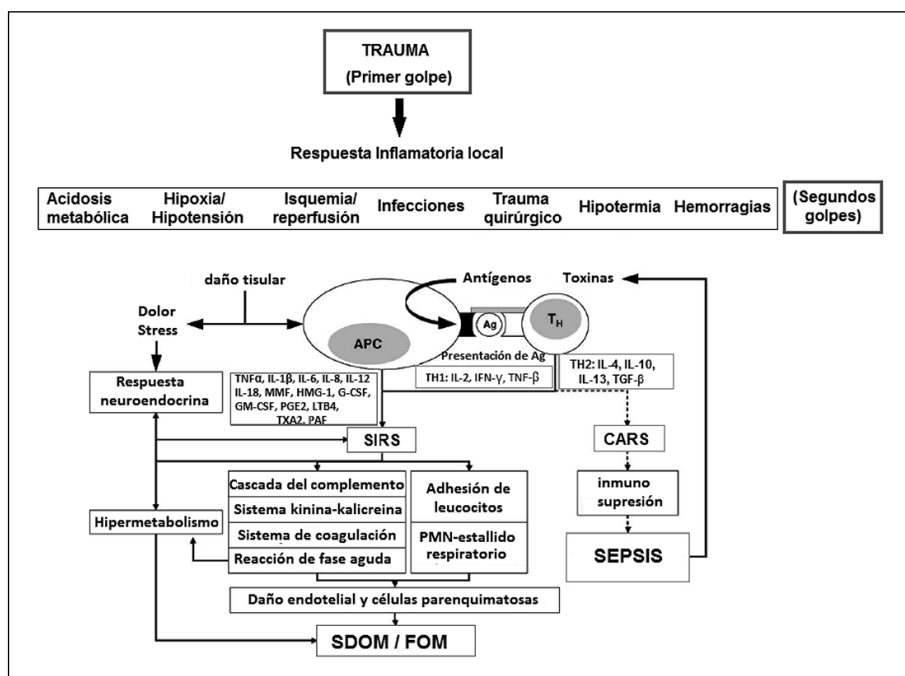 TRAUMA
(Primer golpe)
Respuesta Inflamatoria local
Acidosis metabólica
Hipoxia/ Hipotensión
Isquemia/ reperfusión
Infecciones
Trauma quirúrgico
Hipotermia
Hemorragias
(Segundos golpes)
daño tisular
Antígenos
Toxinas
Dolor
Stress
APC
Ag
TH
Presentación de Ag
Respuesta
neuroendocrina
TNFα, IL-1β, IL-6, IL-8, IL-12
IL-18, MMF, HMG-1, G-CSF,
GM-CSF, PGE2, LTB4,
TXA2, PAF
TH1: IL-2, IFN-γ, TNF-β
TH2: IL-4, IL-10,
IL-13, TGF-β
SIRS
CARS
Cascada del complemento
Sistema kinina-kalicreina
Sistema de coagulación
Reacción de fase aguda
Adhesión de
leucocitos
PMN-estallido
respiratorio
inmuno
supresión
Hipermetabolismo
SEPSIS
Daño endotelial y células parenquimatosas
SDOM / FOM